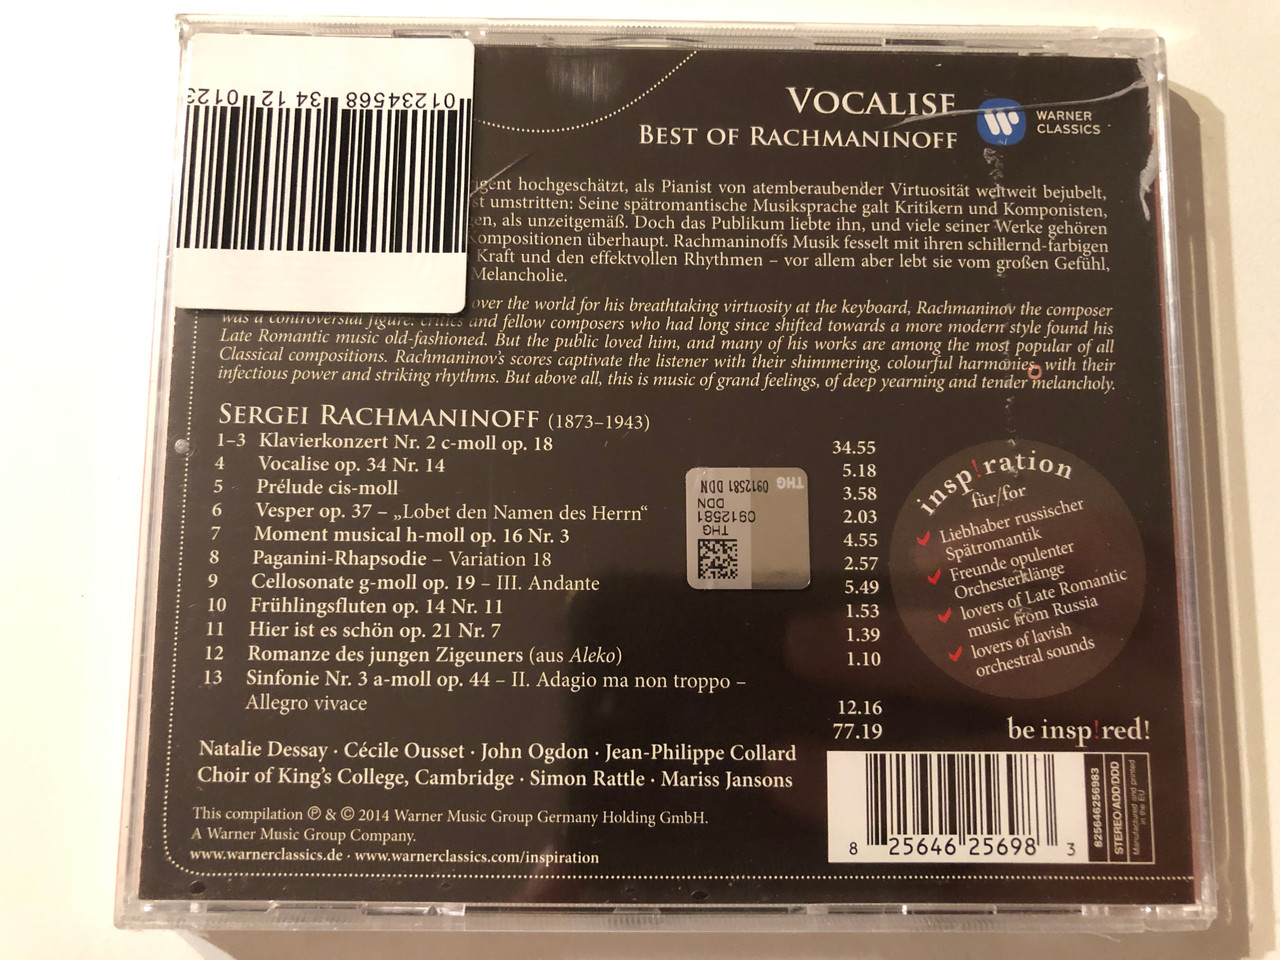 0123 34 12 01234568
VOCALISE
BEST OF RACHMANINOFF
WARNER
CLASSICS
hochgeschätzt, als Pianist von atemberaubender Virtuosität weltweit bejubelt,
umstritten: Seine spätromantische Musiksprache galt Kritikern und Komponisten,
als unzeitgemäß. Doch das Publikum liebte ihn, und viele seiner Werke gehören
Kompositionen überhaupt. Rachmaninoffs Musik fesselt mit ihren schillernd-farbigen
Kraft und den effektvollen Rhythmen – vor allem aber lebt sie vom großen Gefühl,
Melancholie.
over the world for his breathtaking virtuosity at the keyboard, Rachmaninov the composer
was a controversial figure: critics and fellow composers who had long since shifted towards a more modern style found his
Late Romantic music old-fashioned. But the public loved him, and many of his works are among the most popular of all
Classical compositions. Rachmaninov's scores captivate the listener with their shimmering, colourful harmonies, with their
infectious power and striking rhythms. But above all, this is music of grand feelings, of deep yearning and tender melancholy.
SERGEI RACHMANINOFF (1873–1943)
1–3 Klavierkonzert Nr. 2 c-moll op. 18 34.55
4 Vocalise op. 34 Nr. 14 5.18
5 Prélude cis-moll 3.58
6 Vesper op. 37 – „Lobet den Namen des Herrn“ 2.03
7 Moment musical h-moll op. 16 Nr. 3 4.55
8 Paganini-Rhapsodie – Variation 18 2.57
9 Cellosonate g-moll op. 19 – III. Andante 5.49
10 Frühlingsfluten op. 14 Nr. 11 1.53
11 Hier ist es schön op. 21 Nr. 7 1.39
12 Romanze des jungen Zigeuners (aus Aleko) 1.10
13 Sinfonie Nr. 3 a-moll op. 44 – II. Adagio ma non troppo –
Allegro vivace 12.16
77.19
THG 0912581 DDN
DDN
0912581
THG
insp!ration
für/for
Liebhaber russischer
Spätromantik
Freunde opulenter
Orchesterklänge
lovers of Late Romantic
music from Russia
lovers of lavish
orchestral sounds
be insp!red!
Natalie Dessay · Cécile Ousset · John Ogdon · Jean-Philippe Collard
Choir of King's College, Cambridge · Simon Rattle · Mariss Jansons
This compilation ℗ & © 2014 Warner Music Group Germany Holding GmbH.
A Warner Music Group Company.
www.warnerclassics.de · www.warnerclassics.com/inspiration
8 25646 25698 3
825646256983
STEREO/ADD/DDD
Manufactured and printed
in the EU